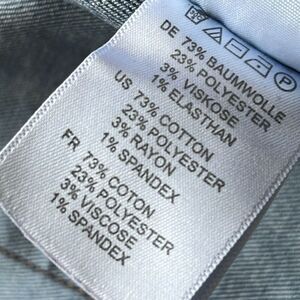 DE 73% BAUMWOLLE
23% POLYESTER
3% VISKOSE
1% ELASTHAN
US 73% COTTON
23% POLYESTER
3% RAYON
1% SPANDEX
FR 73% COTON
23% POLYESTER
3% VISCOSE
1% SPANDEX